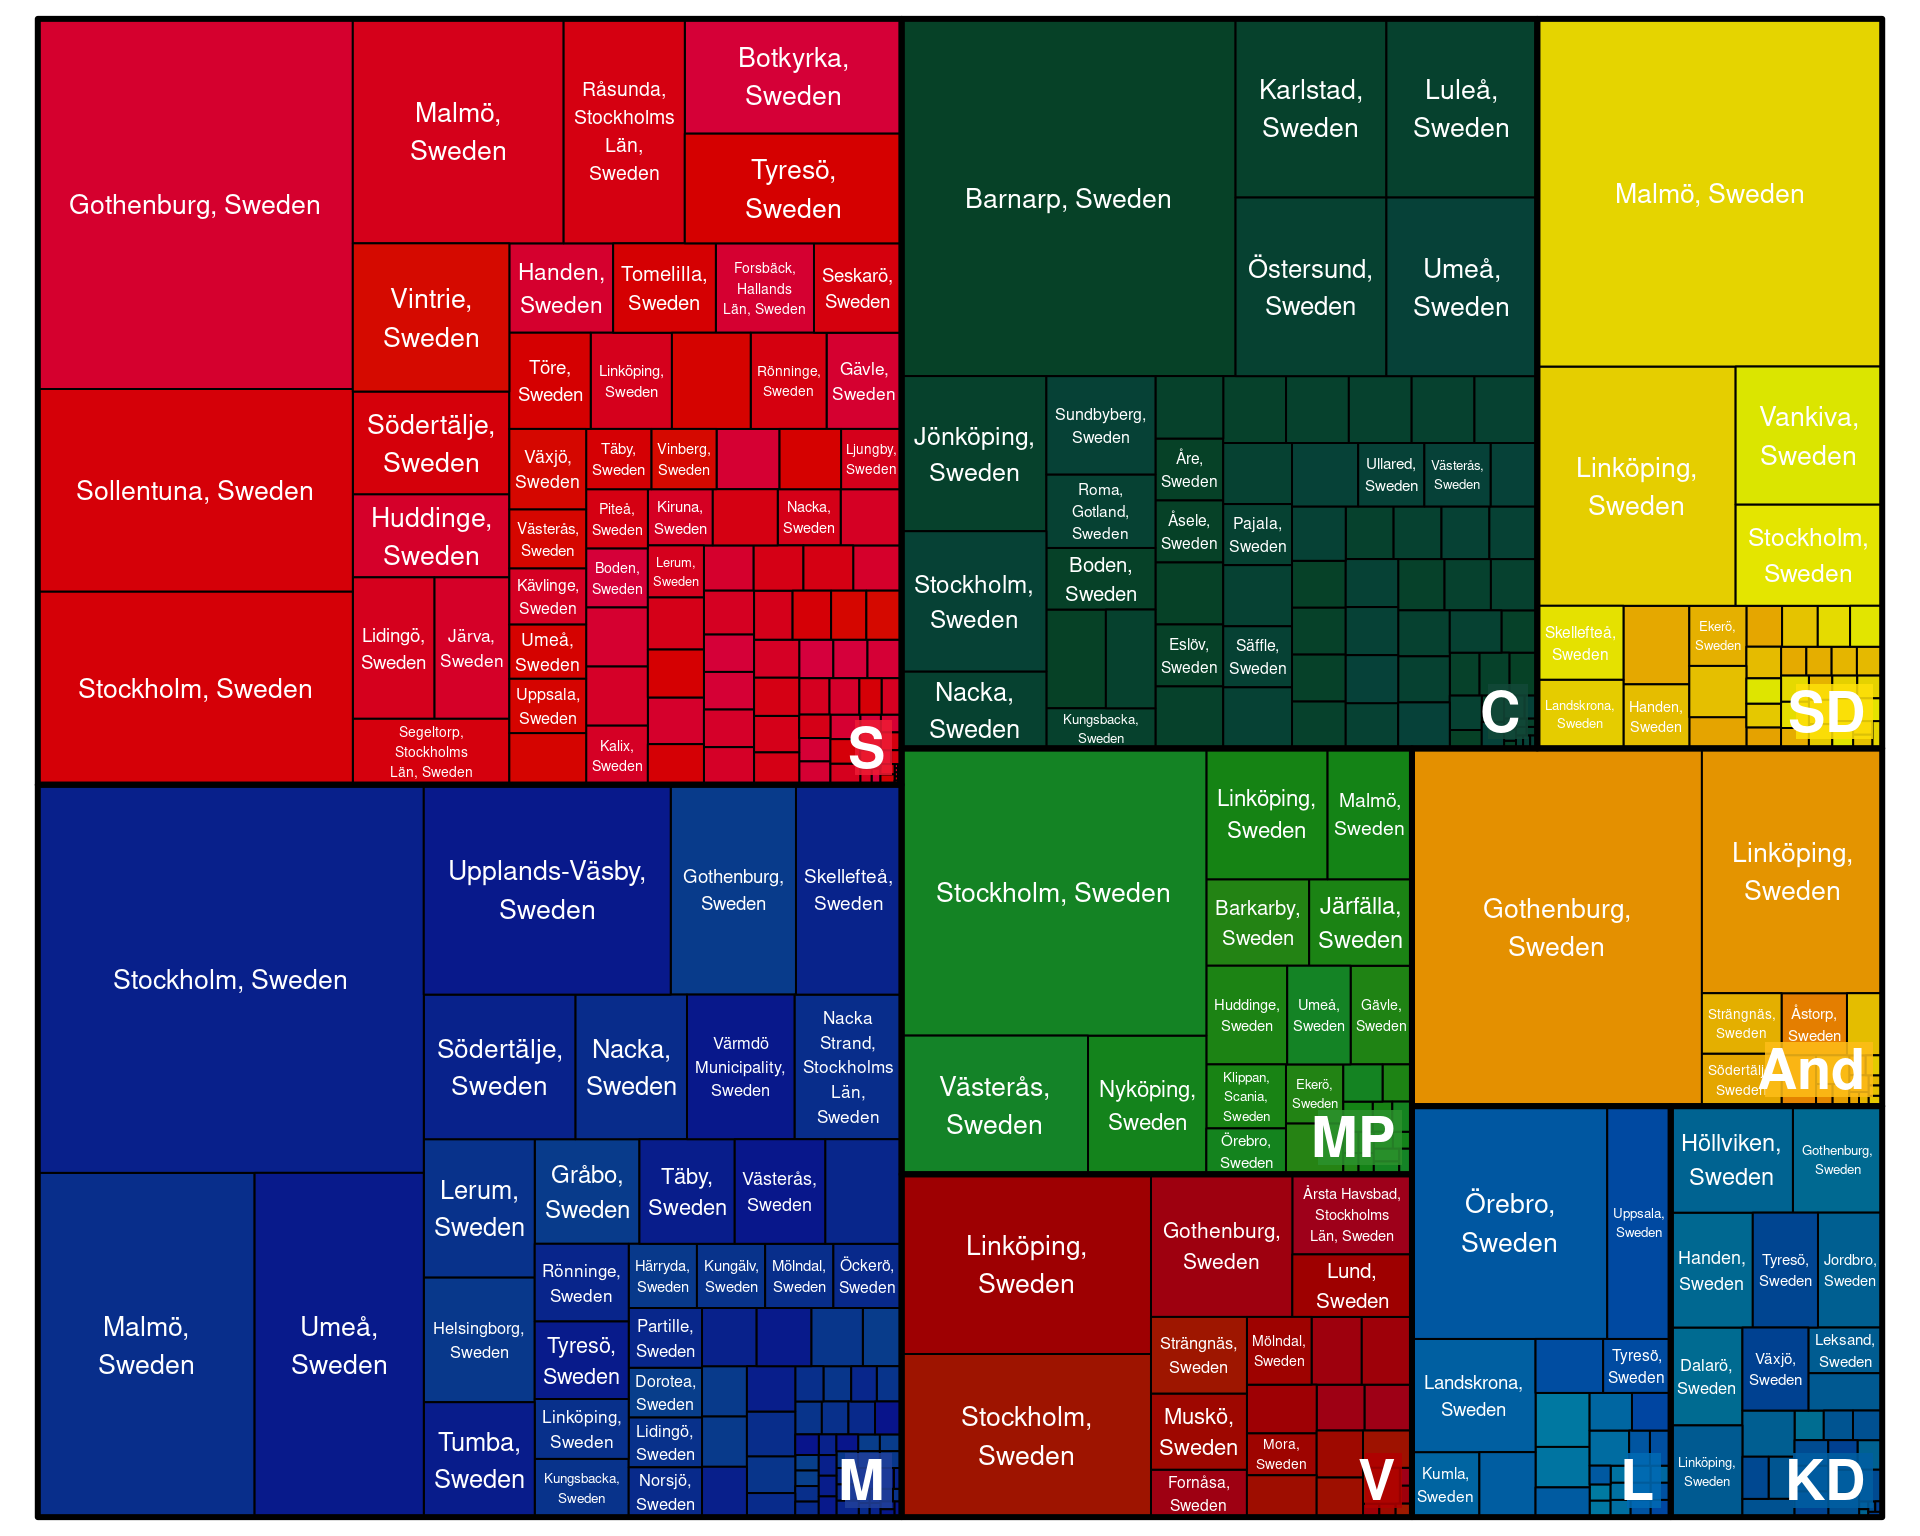 Gothenburg, Sweden
Sollentuna, Sweden
Stockholm, Sweden
Malmö,
Sweden
Råsunda,
Stockholms
Län,
Sweden
Botkyrka,
Sweden
Tyresö,
Sweden
Vintrie,
Sweden
Södertälje,
Sweden
Huddinge,
Sweden
Lidingö,
Sweden
Järva,
Sweden
Segeltorp,
Stockholms
Län, Sweden
Handen,
Sweden
Tomelilla,
Sweden
Forsbäck,
Hallands
Län, Sweden
Seskarö,
Sweden
Töre,
Sweden
Linköping,
Sweden
Rönninge,
Sweden
Gävle,
Sweden
Växjö,
Sweden
Västerås,
Sweden
Kävlinge,
Sweden
Umeå,
Sweden
Uppsala,
Sweden
Täby,
Sweden
Vinberg,
Sweden
Ljungby,
Sweden
Piteå,
Sweden
Kiruna,
Sweden
Nacka,
Sweden
Boden,
Sweden
Lerum,
Sweden
Kalix,
Sweden
S
Barnarp, Sweden
Karlstad,
Sweden
Luleå,
Sweden
Östersund,
Sweden
Umeå,
Sweden
Jönköping,
Sweden
Stockholm,
Sweden
Nacka,
Sweden
Sundbyberg,
Sweden
Roma,
Gotland,
Sweden
Boden,
Sweden
Kungsbacka,
Sweden
Åre,
Sweden
Åsele,
Sweden
Eslöv,
Sweden
Ullared,
Sweden
Västerås,
Sweden
Pajala,
Sweden
Säffle,
Sweden
C
Malmö, Sweden
Linköping,
Sweden
Vankiva,
Sweden
Stockholm,
Sweden
Skellefteå,
Sweden
Landskrona,
Sweden
Ekerö,
Sweden
Handen,
Sweden
SD
Stockholm, Sweden
Malmö,
Sweden
Umeå,
Sweden
Upplands-Väsby,
Sweden
Gothenburg,
Sweden
Skellefteå,
Sweden
Södertälje,
Sweden
Nacka,
Sweden
Värmdö
Municipality,
Sweden
Nacka
Strand,
Stockholms
Län,
Sweden
Lerum,
Sweden
Helsingborg,
Sweden
Tumba,
Sweden
Gråbo,
Sweden
Täby,
Sweden
Västerås,
Sweden
Rönninge,
Sweden
Tyresö,
Sweden
Linköping,
Sweden
Kungsbacka,
Sweden
Härryda,
Sweden
Kungälv,
Sweden
Mölndal,
Sweden
Öckerö,
Sweden
Partille,
Sweden
Dorotea,
Sweden
Lidingö,
Sweden
Norsjö,
Sweden
M
Stockholm, Sweden
Västerås,
Sweden
Nyköping,
Sweden
Linköping,
Sweden
Malmö,
Sweden
Barkarby,
Sweden
Järfälla,
Sweden
Huddinge,
Sweden
Umeå,
Sweden
Gävle,
Sweden
Klippan,
Scania,
Sweden
Ekerö,
Sweden
Örebro,
Sweden
MP
Gothenburg,
Sweden
Linköping,
Sweden
Strängnäs,
Sweden
Åstorp,
Sweden
Södertälje,
Sweden
And
Linköping,
Sweden
Stockholm,
Sweden
Gothenburg,
Sweden
Årsta Havsbad,
Stockholms
Län, Sweden
Lund,
Sweden
Strängnäs,
Sweden
Mölndal,
Sweden
Muskö,
Sweden
Mora,
Sweden
Fornåsa,
Sweden
V
Örebro,
Sweden
Uppsala,
Sweden
Landskrona,
Sweden
Tyresö,
Sweden
Kumla,
Sweden
L
Höllviken,
Sweden
Gothenburg,
Sweden
Handen,
Sweden
Tyresö,
Sweden
Jordbro,
Sweden
Dalarö,
Sweden
Växjö,
Sweden
Leksand,
Sweden
Linköping,
Sweden
KD